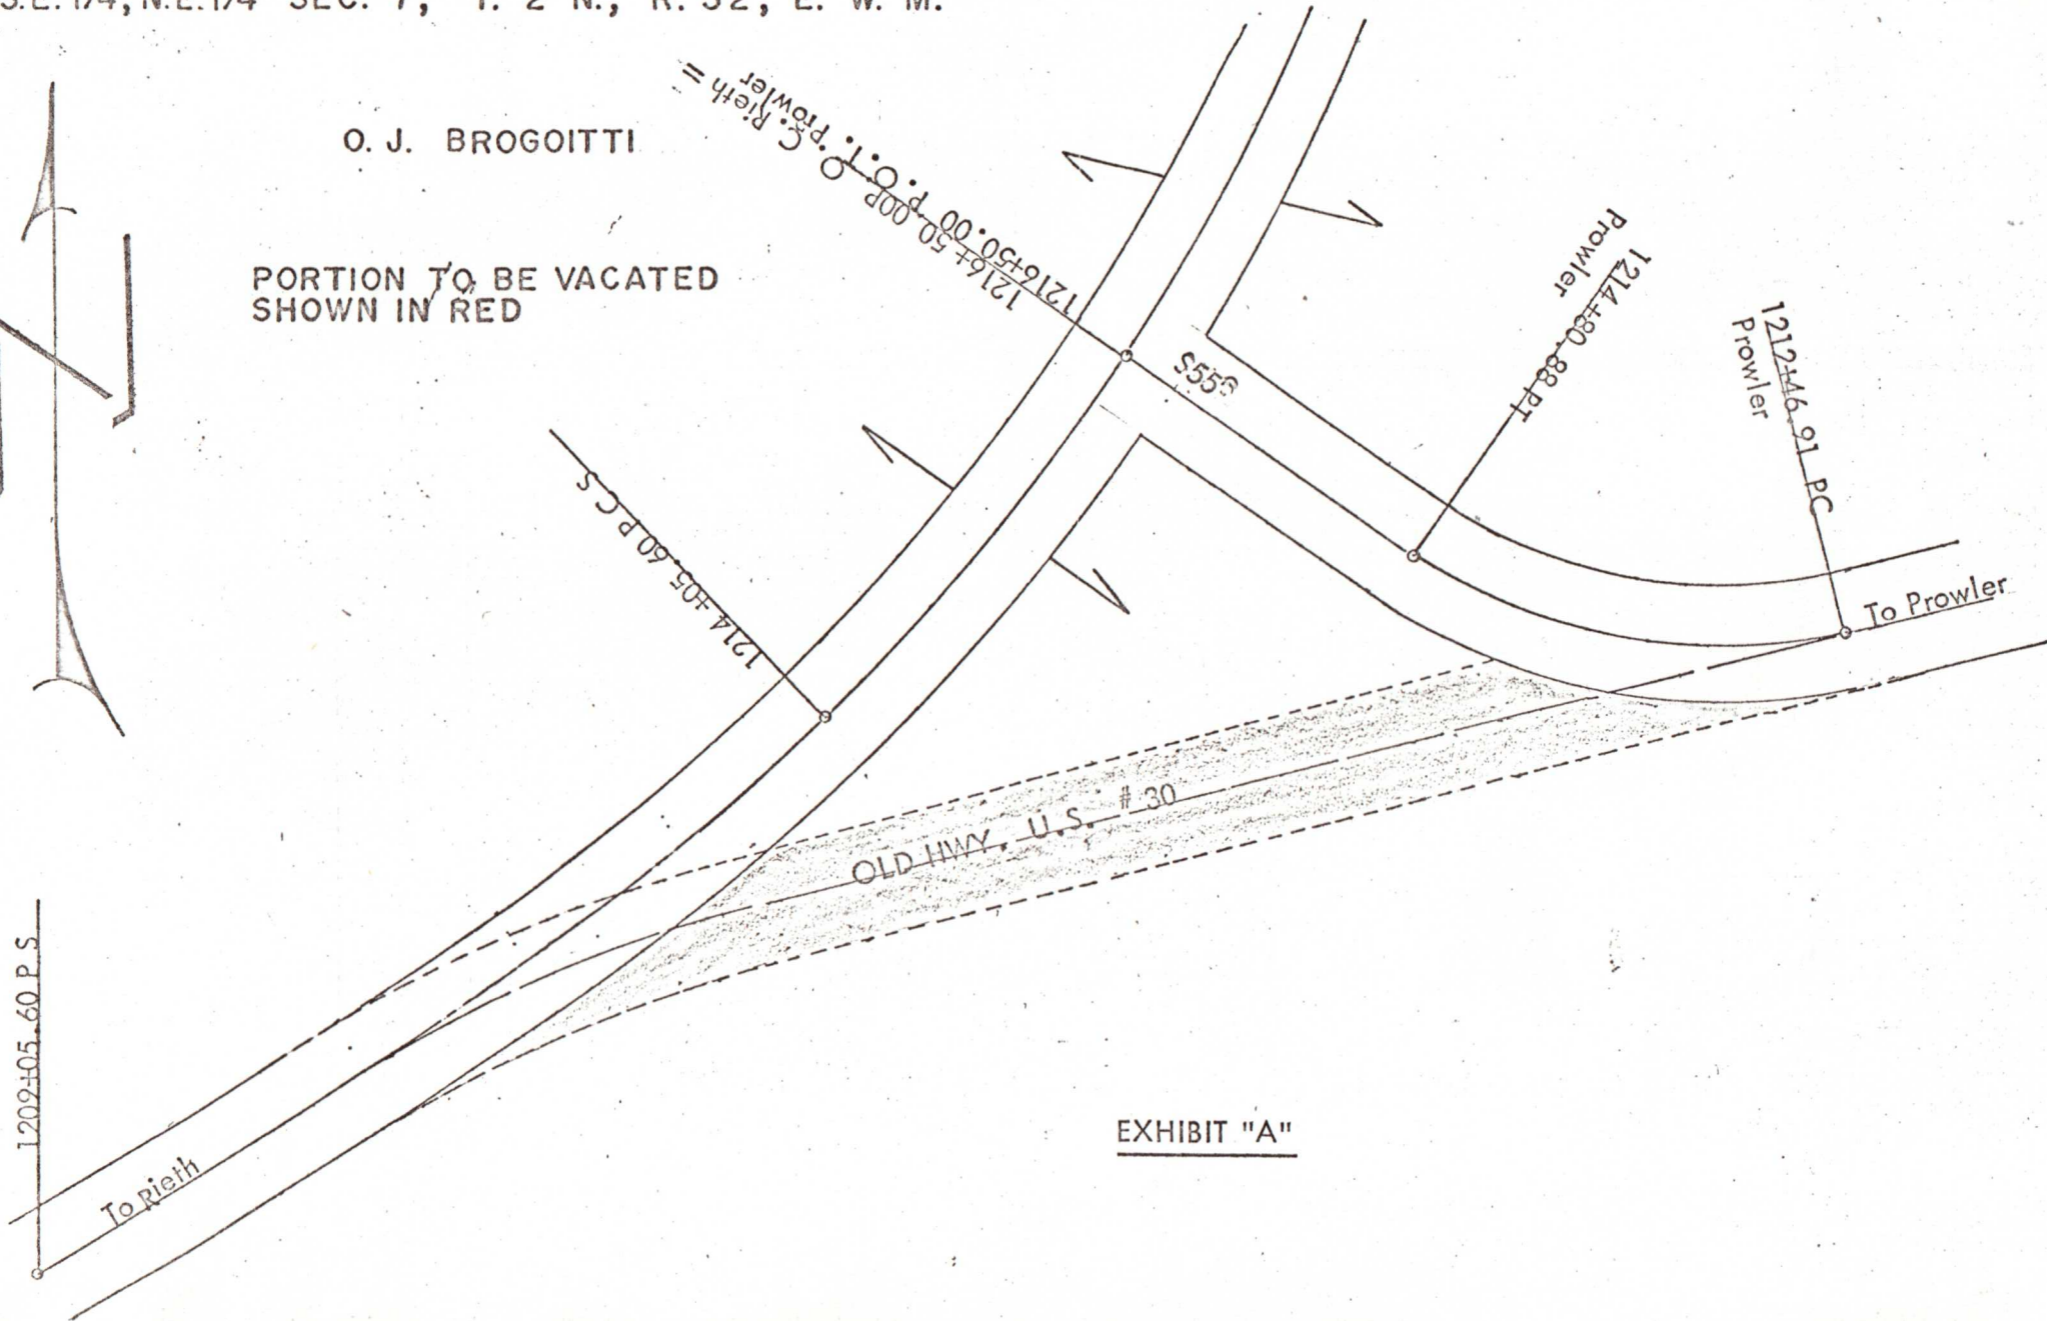 S.E.1/4, N.E.1/4 SEC. 7, T. 2 N., R. 32, E. W. M.
O. J. BROGOITTI
PORTION TO BE VACATED
SHOWN IN RED
1216+50.00 P.O.C. Rieth =
1216+50.00 P.O.T. Prowler
1214+80.88 PT
Prowler
1212+46.91 PC
Prowler
1214+05.60 P C S
To Prowler
OLD HWY. U.S. # 30
1209+05.60 P S
To Rieth
EXHIBIT "A"